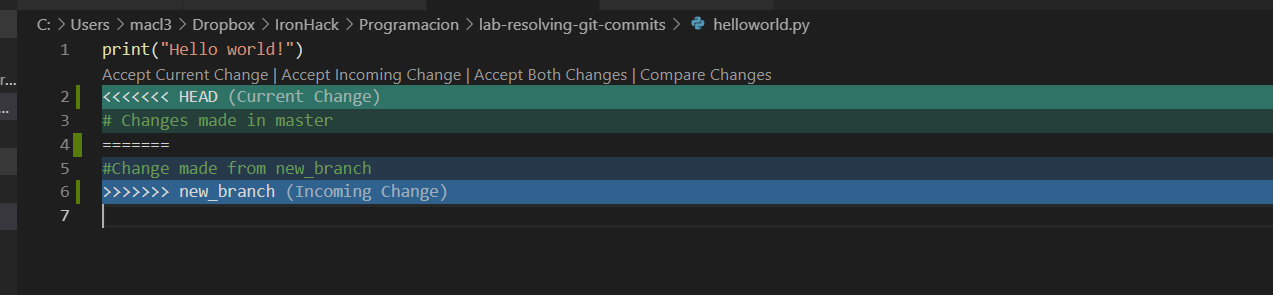 C: > Users > macl3 > Dropbox > IronHack > Programacion > lab-resolving-git-commits > helloworld.py
1 print("Hello world!")
Accept Current Change | Accept Incoming Change | Accept Both Changes | Compare Changes
2 <<<<<<< HEAD (Current Change)
3 # Changes made in master
4 =======
5 #Change made from new_branch
6 >>>>>>> new_branch (Incoming Change)
7